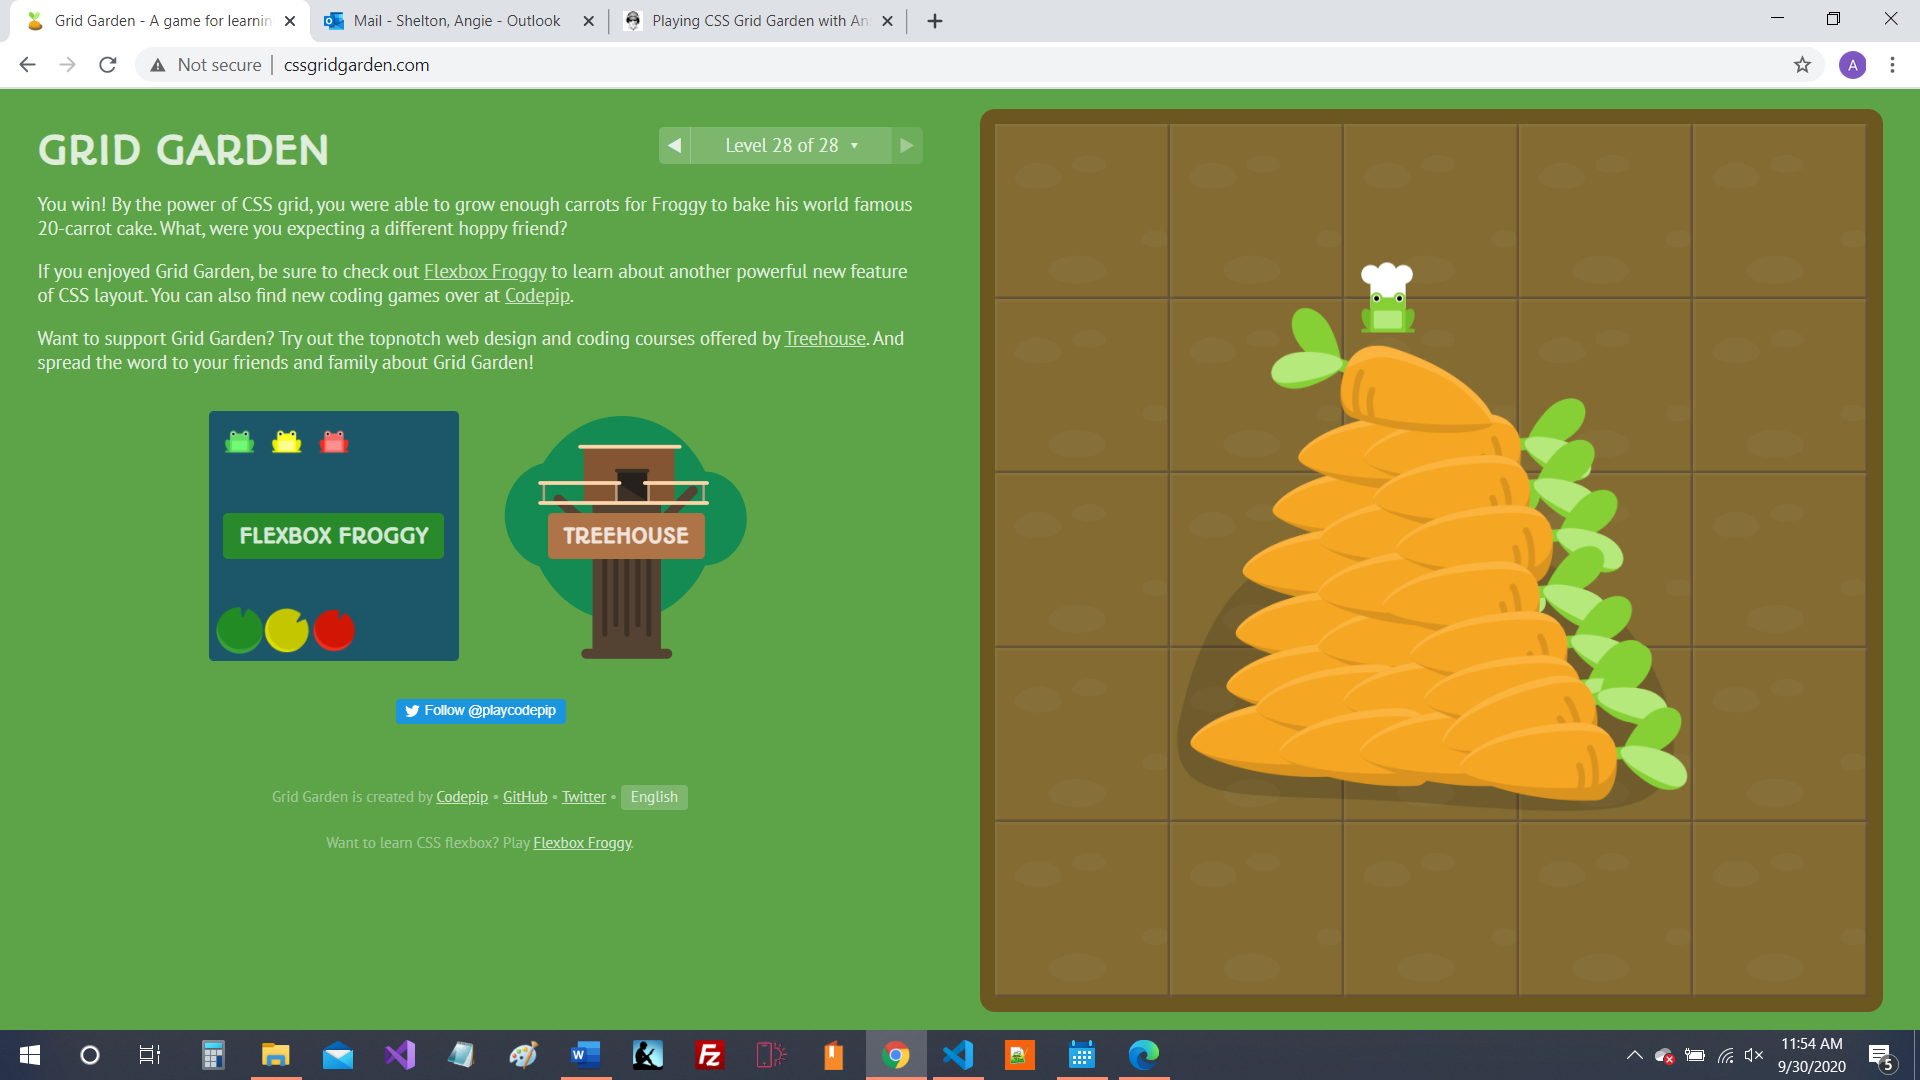 Grid Garden - A game for learnin
Mail - Shelton, Angie - Outlook
Playing CSS Grid Garden with An
Not secure
cssgridgarden.com
A
GRID GARDEN
Level 28 of 28
You win! By the power of CSS grid, you were able to grow enough carrots for Froggy to bake his world famous
20-carrot cake. What, were you expecting a different hoppy friend?
If you enjoyed Grid Garden, be sure to check out Flexbox Froggy to learn about another powerful new feature
of CSS layout. You can also find new coding games over at Codepip.
Want to support Grid Garden? Try out the topnotch web design and coding courses offered by Treehouse. And
spread the word to your friends and family about Grid Garden!
FLEXBOX FROGGY
TREEHOUSE
Follow @playcodepip
Grid Garden is created by Codepip • GitHub • Twitter • English
Want to learn CSS flexbox? Play Flexbox Froggy.
W
Fz
11:54 AM
9/30/2020
5